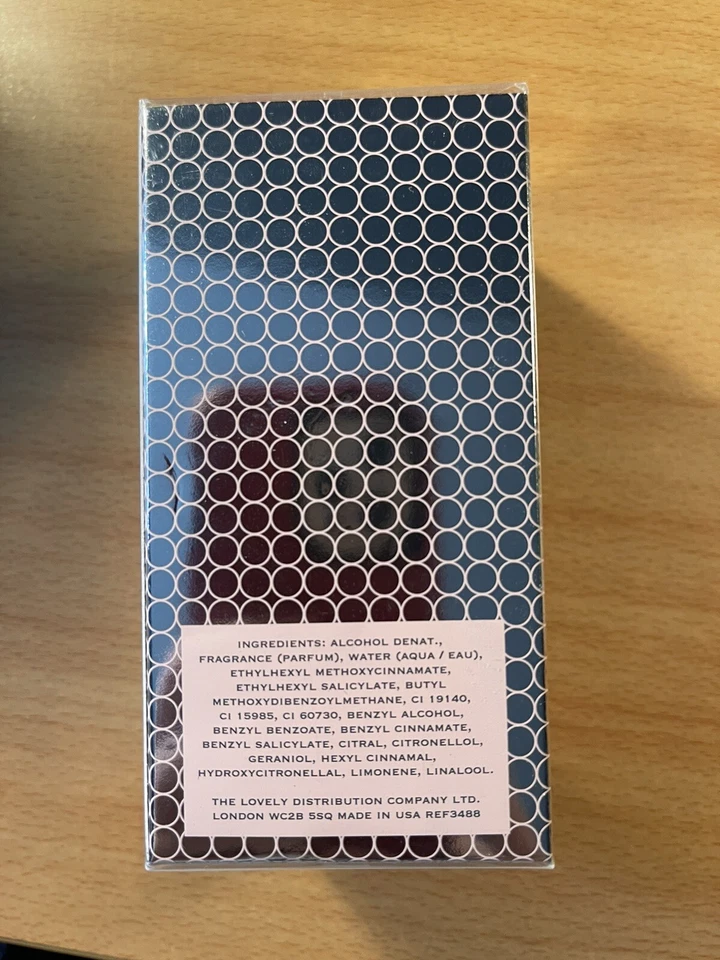 INGREDIENTS: ALCOHOL DENAT.,
FRAGRANCE (PARFUM), WATER (AQUA / EAU),
ETHYLHEXYL METHOXYCINNAMATE,
ETHYLHEXYL SALICYLATE, BUTYL
METHOXYDIBENZOYLMETHANE, CI 19140,
CI 15985, CI 60730, BENZYL ALCOHOL,
BENZYL BENZOATE, BENZYL CINNAMATE,
BENZYL SALICYLATE, CITRAL, CITRONELLOL,
GERANIOL, HEXYL CINNAMAL,
HYDROXYCITRONELLAL, LIMONENE, LINALOOL.
THE LOVELY DISTRIBUTION COMPANY LTD.
LONDON WC2B 5SQ MADE IN USA REF3488